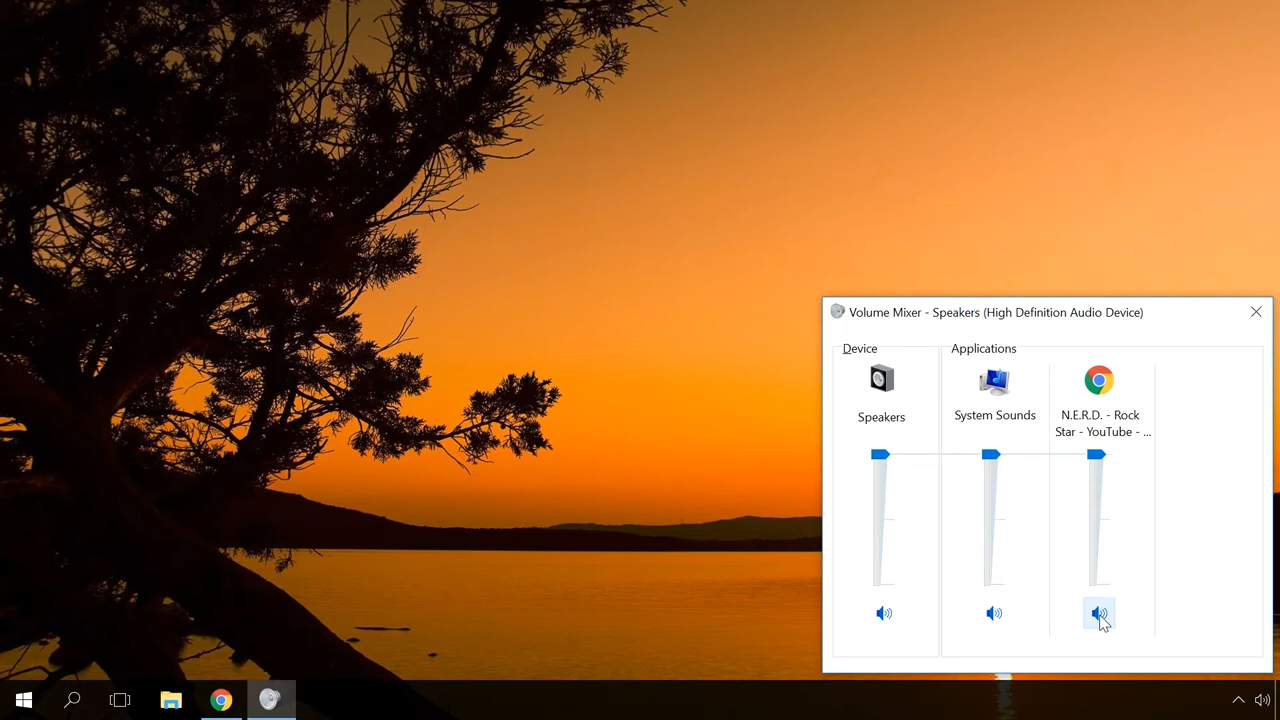 Volume Mixer - Speakers (High Definition Audio Device)
Device
Applications
Speakers
System Sounds
N.E.R.D. - Rock
Star - YouTube - ...